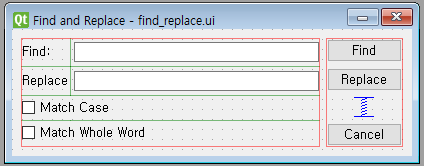 Qt Find and Replace - find_replace.ui
Find:
Find
Replace
Replace
Match Case
Match Whole Word
Cancel